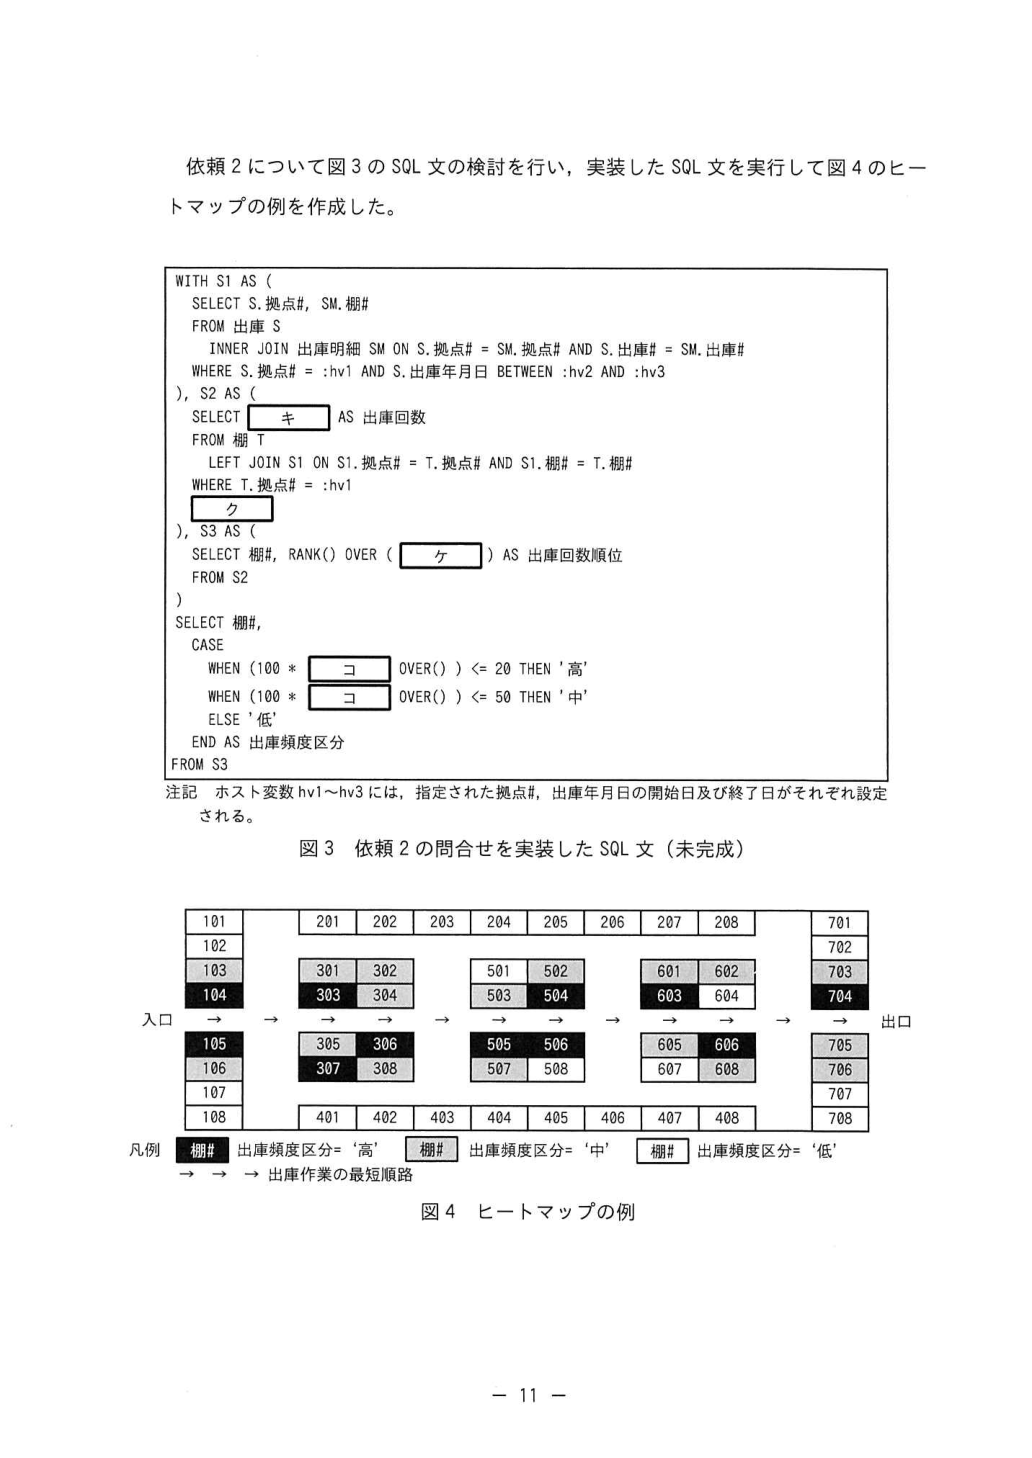 依頼2について図3のSQL文の検討を行い，実装したSQL文を実行して図4のヒー
トマップの例を作成した。
WITH S1 AS (
SELECT S.拠点#, SM.棚#
FROM 出庫 S
INNER JOIN 出庫明細 SM ON S.拠点# = SM.拠点# AND S.出庫# = SM.出庫#
WHERE S.拠点# = :hv1 AND S.出庫年月日 BETWEEN :hv2 AND :hv3
), S2 AS (
SELECT キ AS 出庫回数
FROM 棚 T
LEFT JOIN S1 ON S1.拠点# = T.拠点# AND S1.棚# = T.棚#
WHERE T.拠点# = :hv1
ク
), S3 AS (
SELECT 棚#, RANK() OVER ( ケ ) AS 出庫回数順位
FROM S2
)
SELECT 棚#,
CASE
WHEN (100 * コ OVER() ) <= 20 THEN '高'
WHEN (100 * コ OVER() ) <= 50 THEN '中'
ELSE '低'
END AS 出庫頻度区分
FROM S3
注記 ホスト変数hv1～hv3には，指定された拠点#，出庫年月日の開始日及び終了日がそれぞれ設定
される。
図3 依頼2の問合せを実装したSQL文（未完成）
101 201 202 203 204 205 206 207 208 701
102 702
103 301 302 501 502 601 602 703
104 303 304 503 504 603 604 704
入口 → → → → → → → → → → → → 出口
105 305 306 505 506 605 606 705
106 307 308 507 508 607 608 706
107 707
108 401 402 403 404 405 406 407 408 708
凡例 棚# 出庫頻度区分=‘高’ 棚# 出庫頻度区分=‘中’ 棚# 出庫頻度区分=‘低’
→ → → 出庫作業の最短順路
図4 ヒートマップの例
－ 11 －